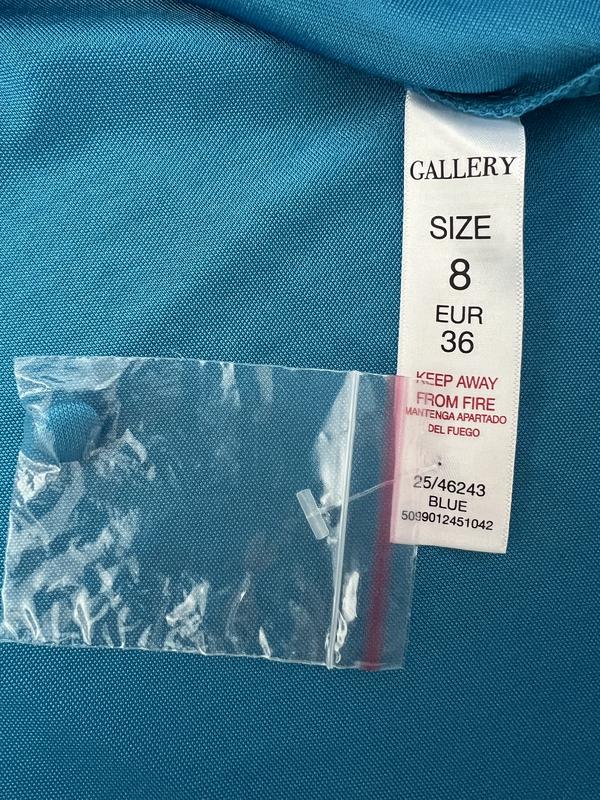 GALLERY
SIZE
8
EUR
36
KEEP AWAY
FROM FIRE
MANTENGA APARTADO
DEL FUEGO
25/46243
BLUE
5099012451042